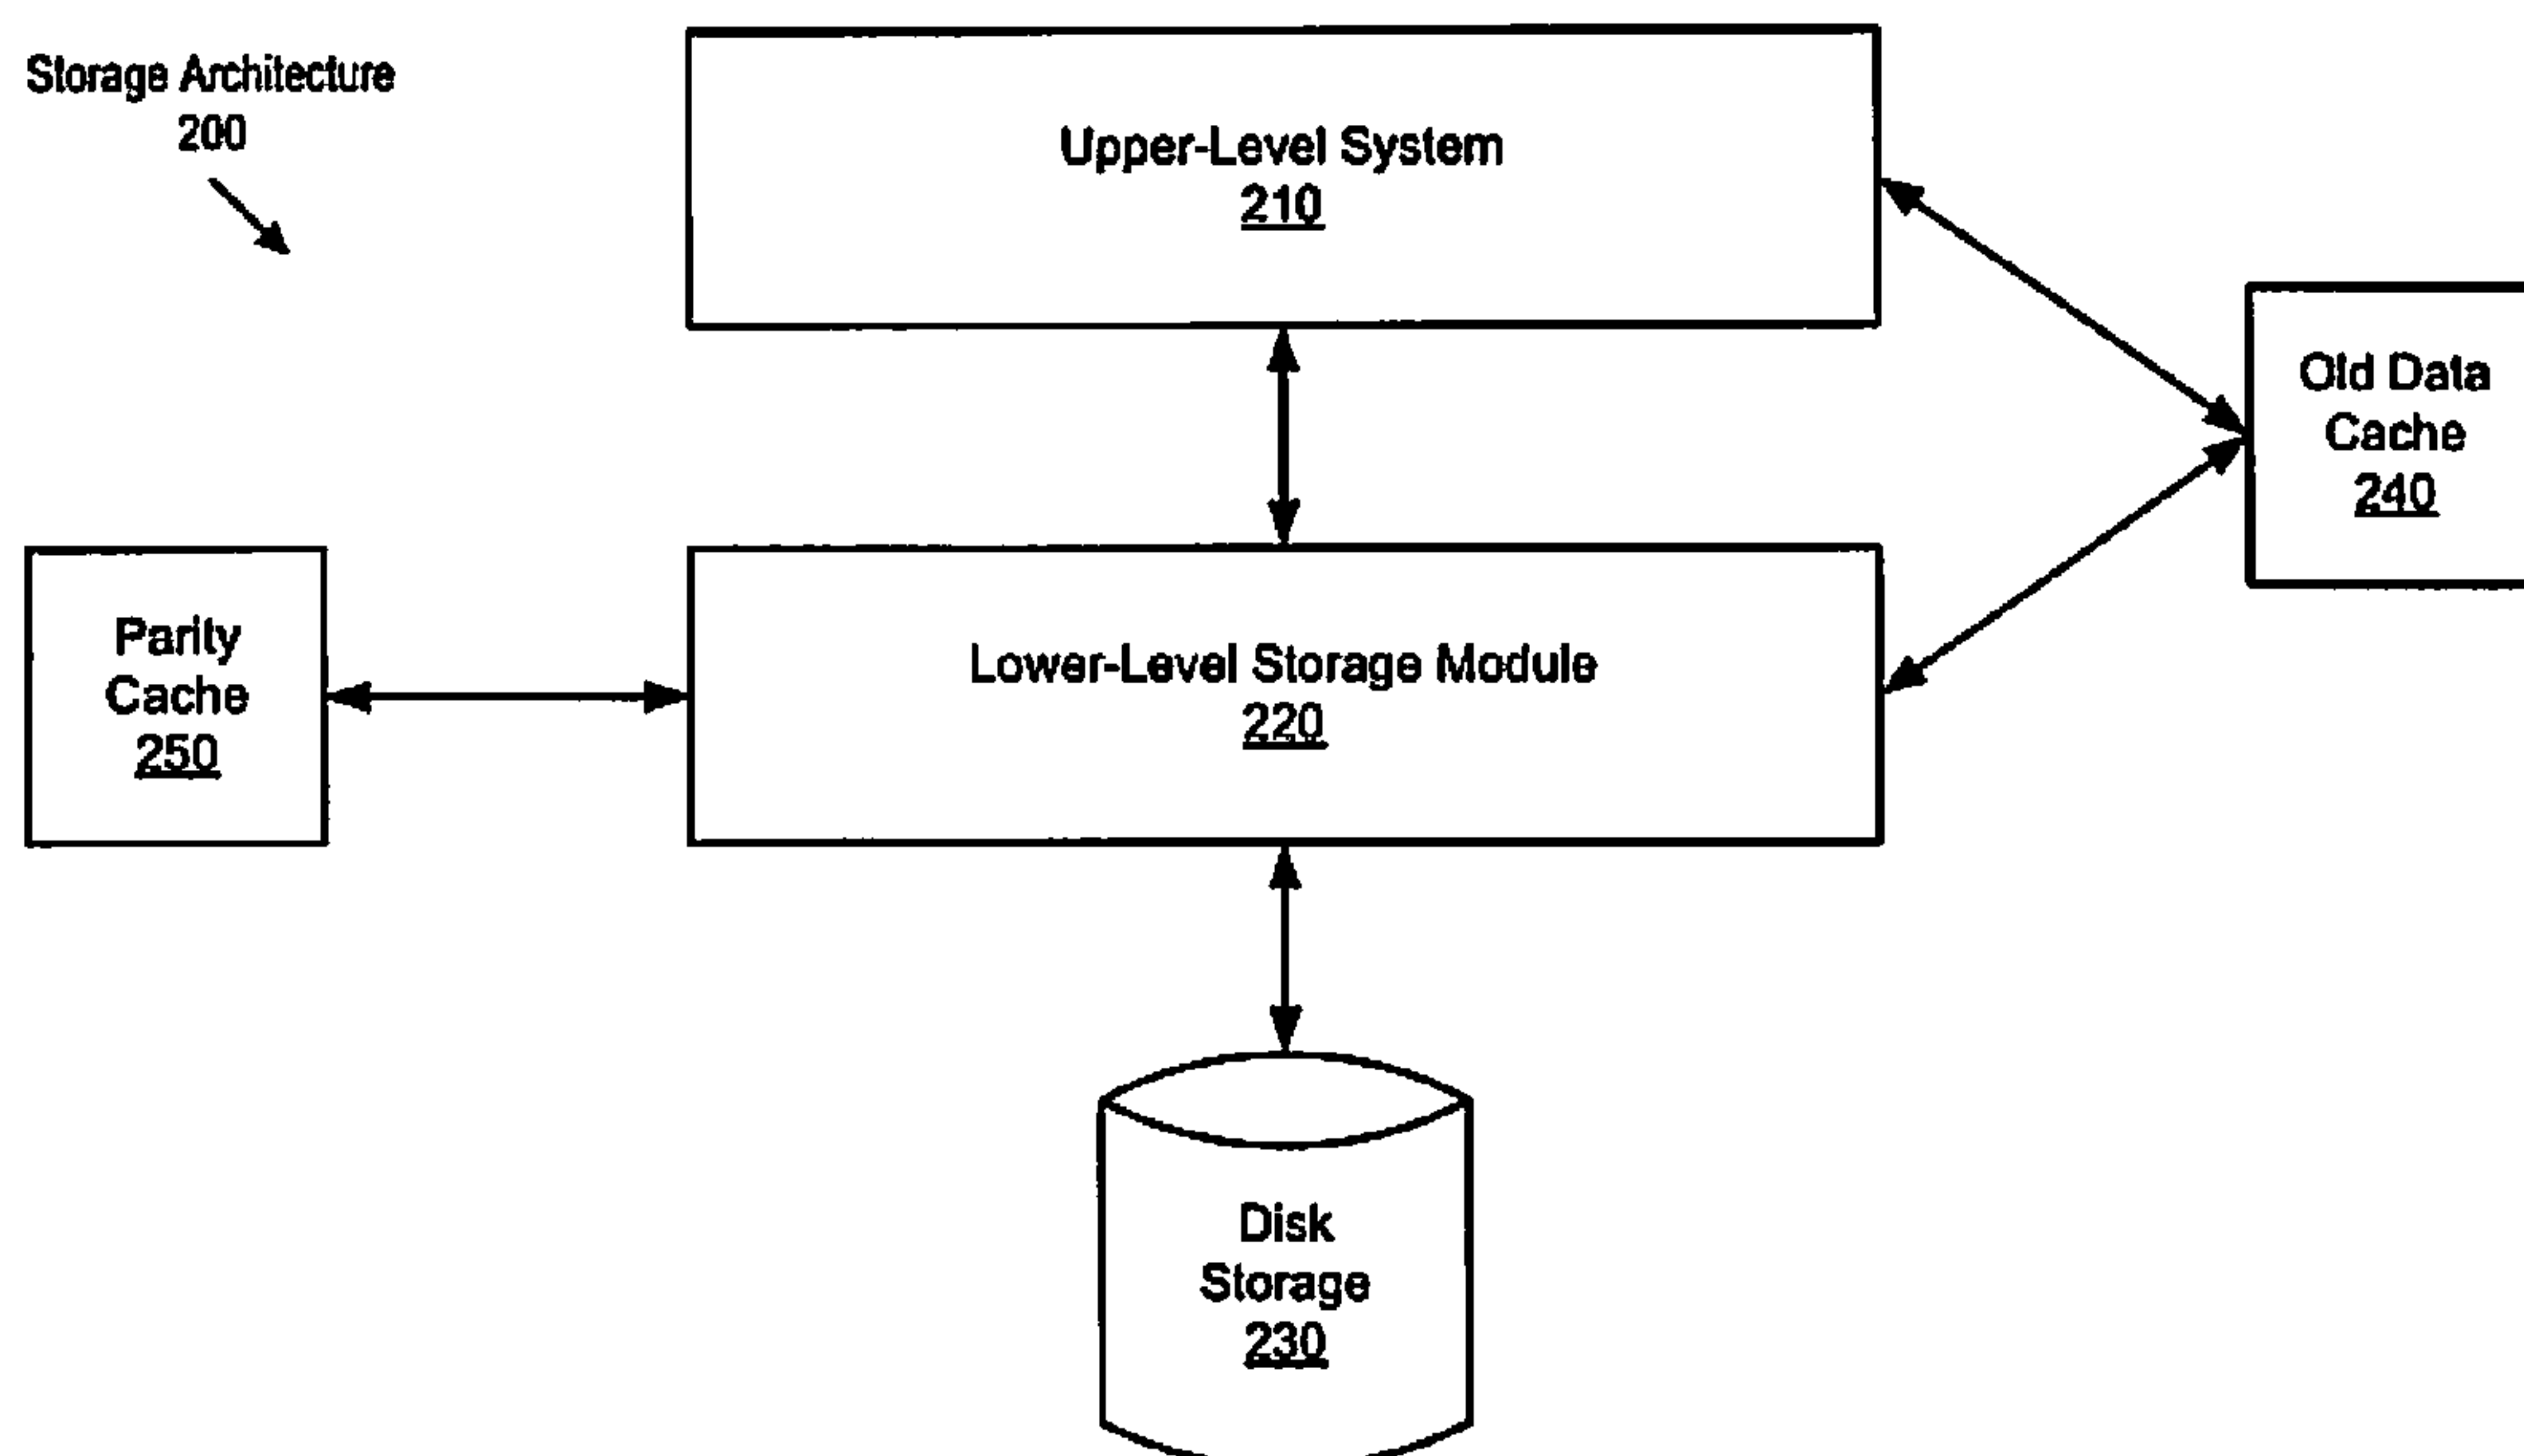 Storage Architecture
200
Upper-Level System
210
Old Data
Cache
240
Parity
Cache
250
Lower-Level Storage Module
220
Disk
Storage
230